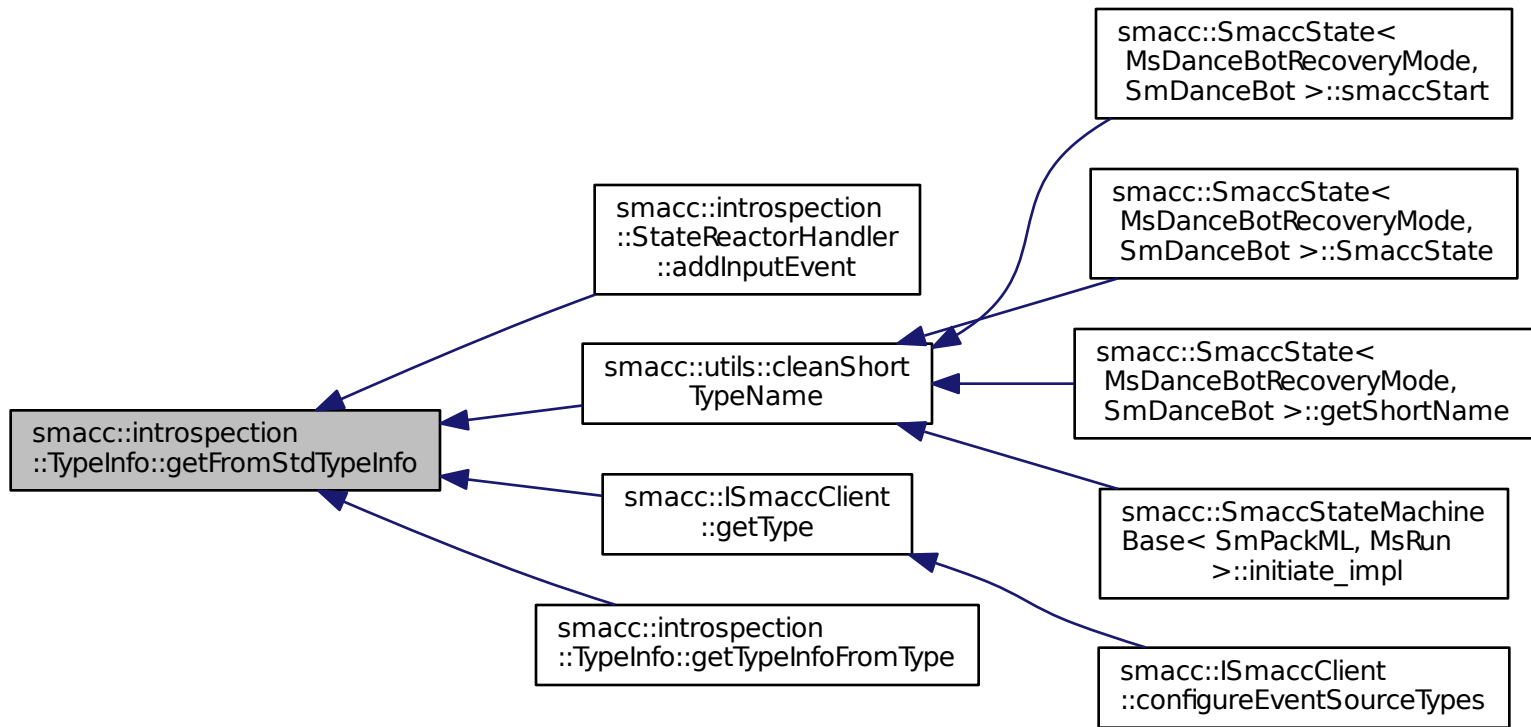 smacc::SmaccState<
MsDanceBotRecoveryMode,
SmDanceBot >::smaccStart
smacc::SmaccState<
MsDanceBotRecoveryMode,
SmDanceBot >::SmaccState
smacc::introspection
::StateReactorHandler
::addInputEvent
smacc::utils::cleanShort
TypeName
smacc::SmaccState<
MsDanceBotRecoveryMode,
SmDanceBot >::getShortName
smacc::introspection
::TypeInfo::getFromStdTypeInfo
smacc::ISmaccClient
::getType
smacc::SmaccStateMachine
Base< SmPackML, MsRun
>::initiate_impl
smacc::introspection
::TypeInfo::getTypeInfoFromType
smacc::ISmaccClient
::configureEventSourceTypes